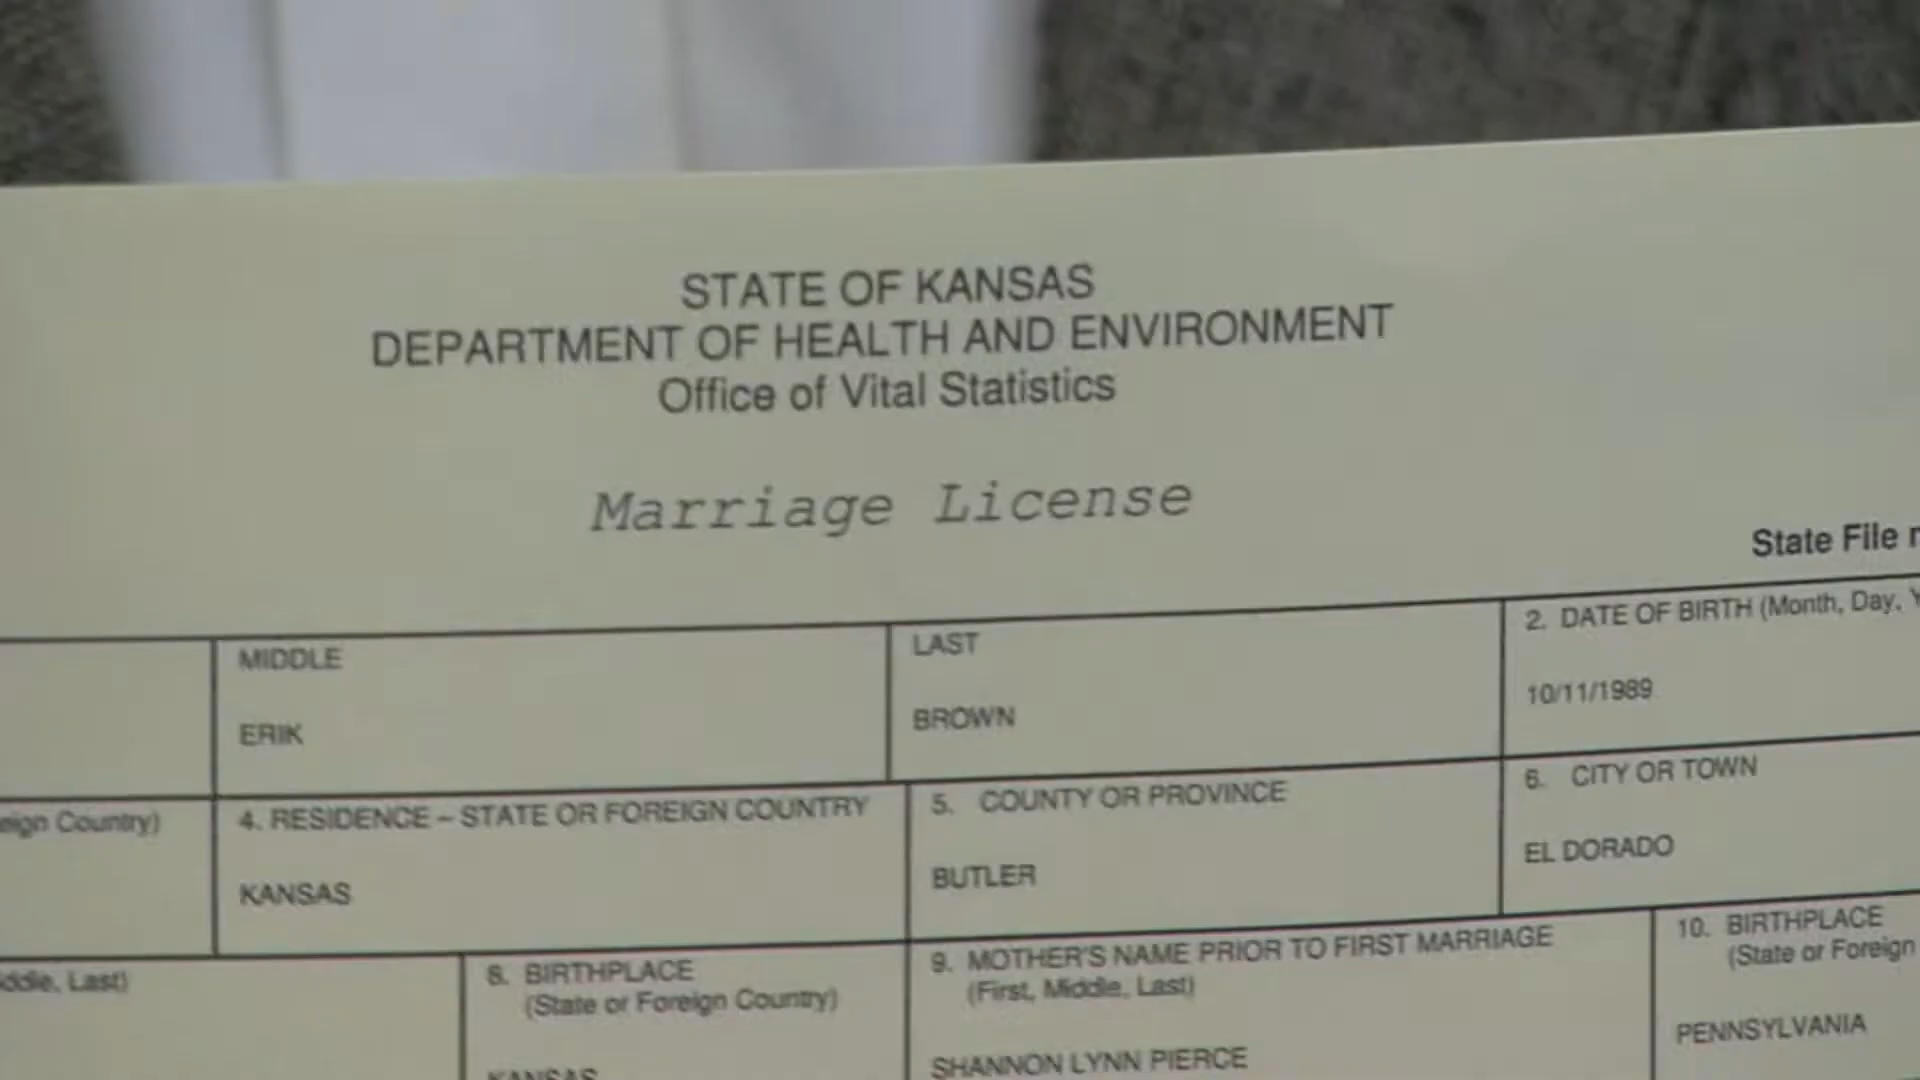 STATE OF KANSAS
DEPARTMENT OF HEALTH AND ENVIRONMENT
Office of Vital Statistics
Marriage License
State File
MIDDLE
ERIK
LAST
BROWN
2. DATE OF BIRTH (Month, Day,
10/11/1989
Country)
4. RESIDENCE – STATE OR FOREIGN COUNTRY
KANSAS
5. COUNTY OR PROVINCE
BUTLER
6. CITY OR TOWN
EL DORADO
Last)
8. BIRTHPLACE
(State or Foreign Country)
KANSAS
9. MOTHER'S NAME PRIOR TO FIRST MARRIAGE
(First, Middle, Last)
SHANNON LYNN PIERCE
10. BIRTHPLACE
(State or Foreign
PENNSYLVANIA